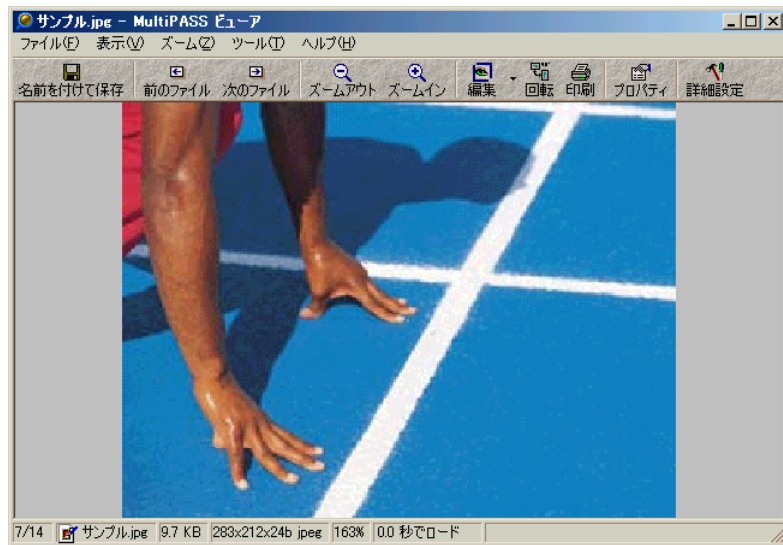 サンプル.jpg - MultiPASS ビューア
ファイル(F) 表示(V) ズーム(Z) ツール(T) ヘルプ(H)
名前を付けて保存 前のファイル 次のファイル ズームアウト ズームイン 編集 回転 印刷 プロパティ 詳細設定
7/14 サンプル.jpg 9.7 KB 283x212x24b jpeg 163% 0.0 秒でロード